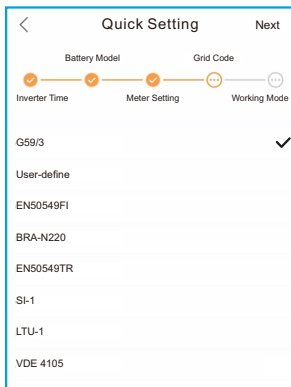 Quick Setting Next
Battery Model Grid Code
Inverter Time Meter Setting Working Mode
G59/3
User-define
EN50549FI
BRA-N220
EN50549TR
SI-1
LTU-1
VDE 4105